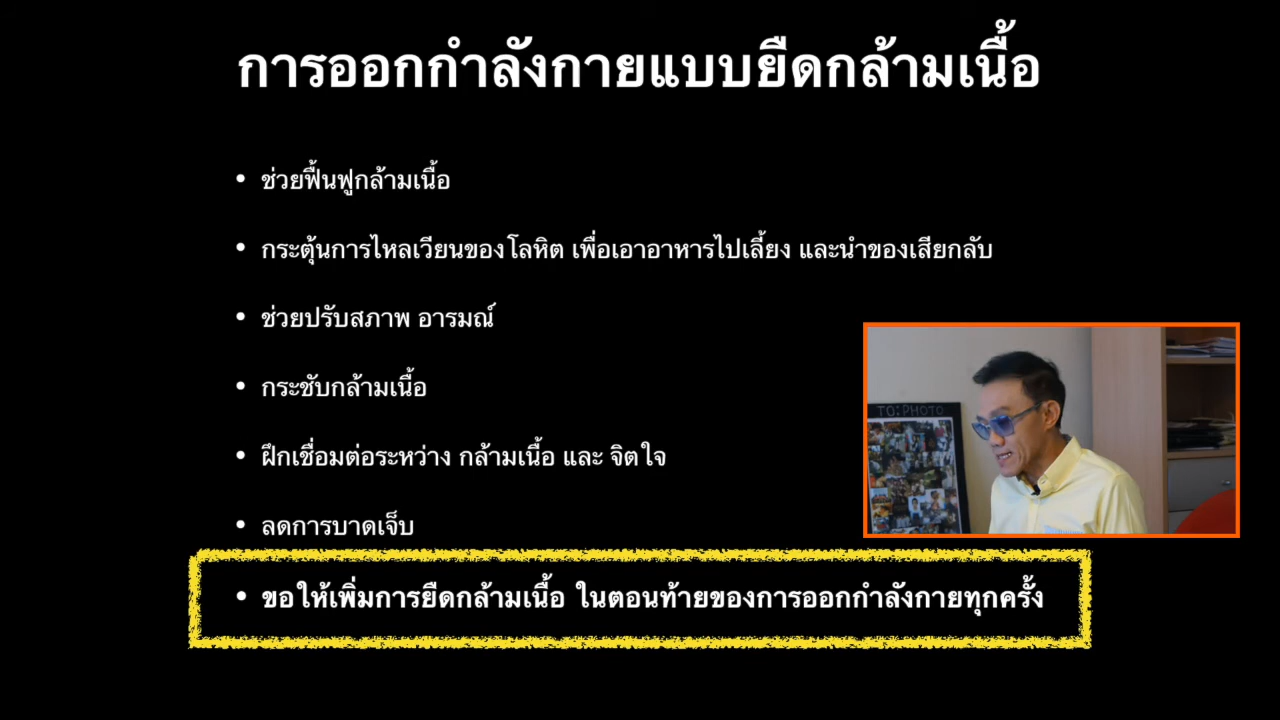 การออกกำลังกายแบบยืดกล้ามเนื้อ
• ช่วยฟื้นฟูกล้ามเนื้อ
• กระตุ้นการไหลเวียนของโลหิต เพื่อเอาอาหารไปเลี้ยง และนำของเสียกลับ
• ช่วยปรับสภาพ อารมณ์
• กระชับกล้ามเนื้อ
• ฝึกเชื่อมต่อระหว่าง กล้ามเนื้อ และ จิตใจ
• ลดการบาดเจ็บ
• ขอให้เพิ่มการยืดกล้ามเนื้อ ในตอนท้ายของการออกกำลังกายทุกครั้ง
TO:PHOTO